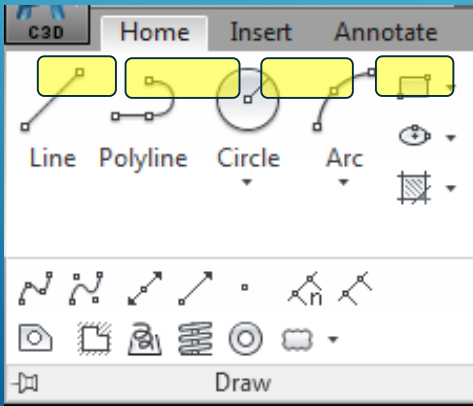 C3D
Home Insert Annotate
Line Polyline Circle Arc
n
Draw